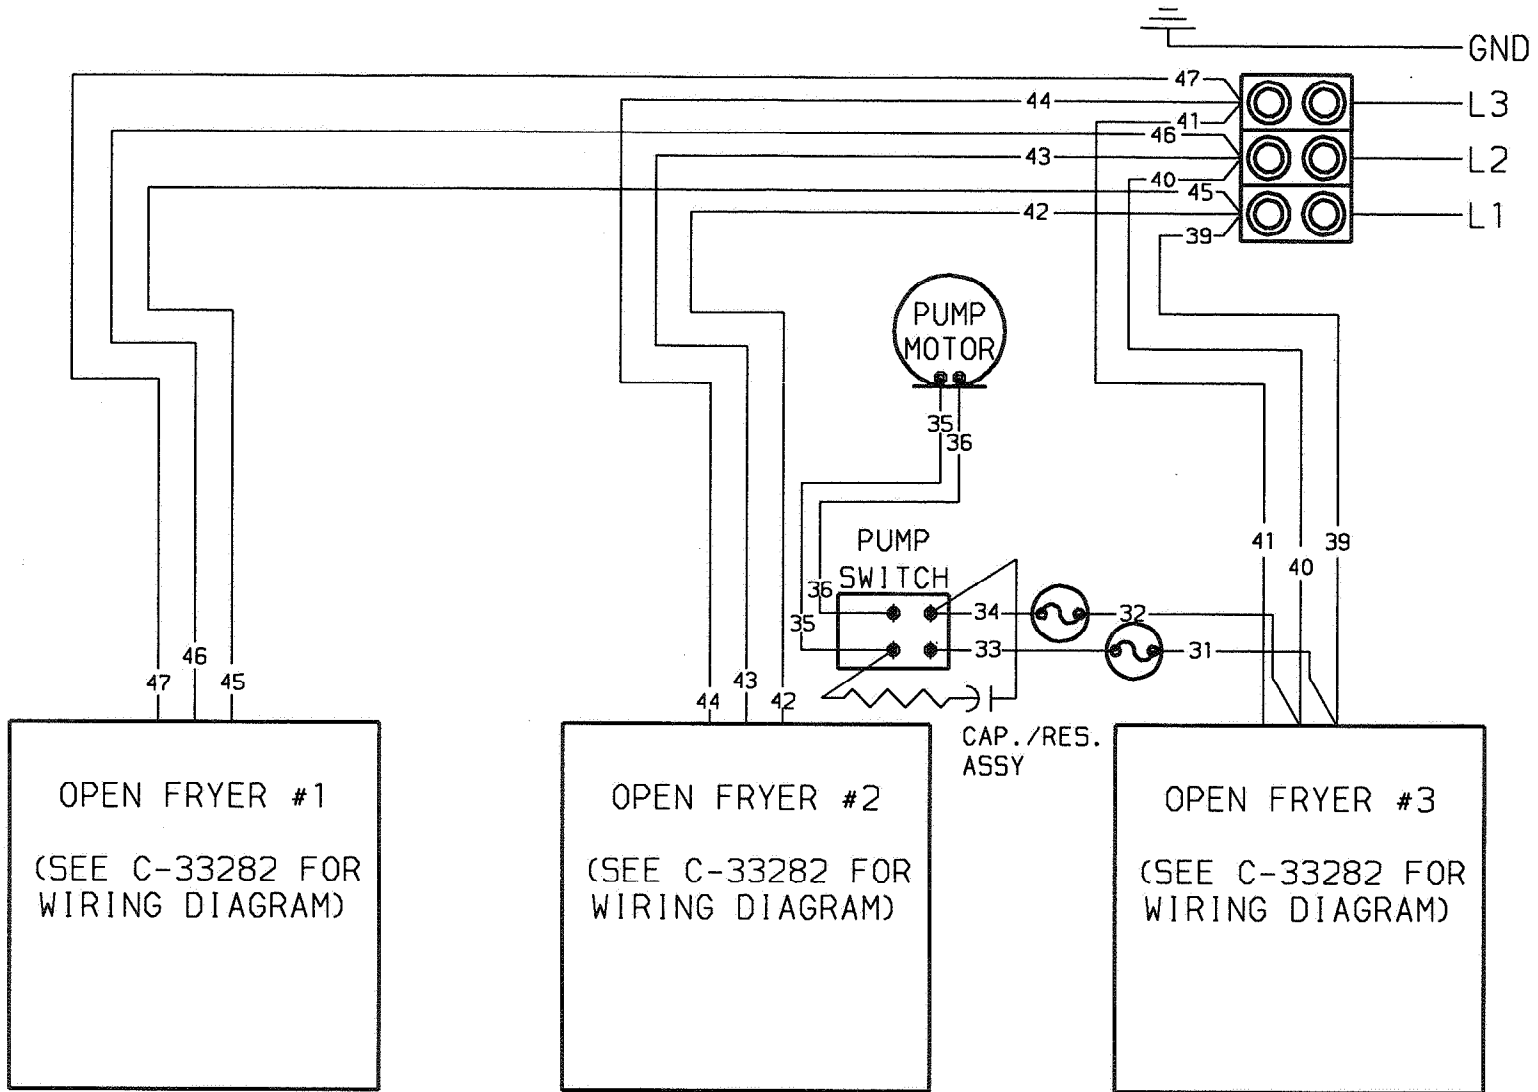 GND
47
44
L3
41
46
43
L2
40
45
42
L1
39
PUMP
MOTOR
35
36
PUMP
SWITCH
41
40
39
36
35
34
32
33
31
46
47
45
43
44
42
CAP./RES.
ASSY
OPEN FRYER #1
(SEE C-33282 FOR
WIRING DIAGRAM)
OPEN FRYER #2
(SEE C-33282 FOR
WIRING DIAGRAM)
OPEN FRYER #3
(SEE C-33282 FOR
WIRING DIAGRAM)